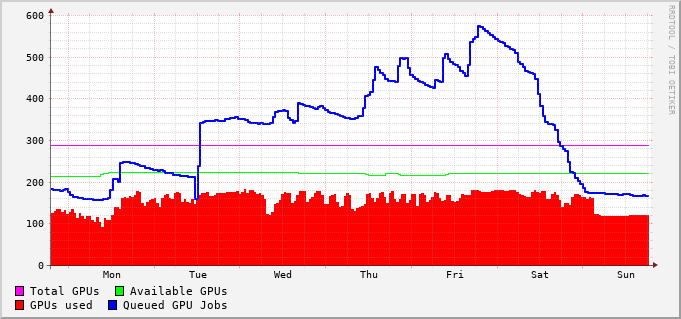 600
500
400
300
200
100
0
Mon Tue Wed Thu Fri Sat Sun
Total GPUs Available GPUs
GPUs used Queued GPU Jobs
RRDTOOL / TOBI OETIKER